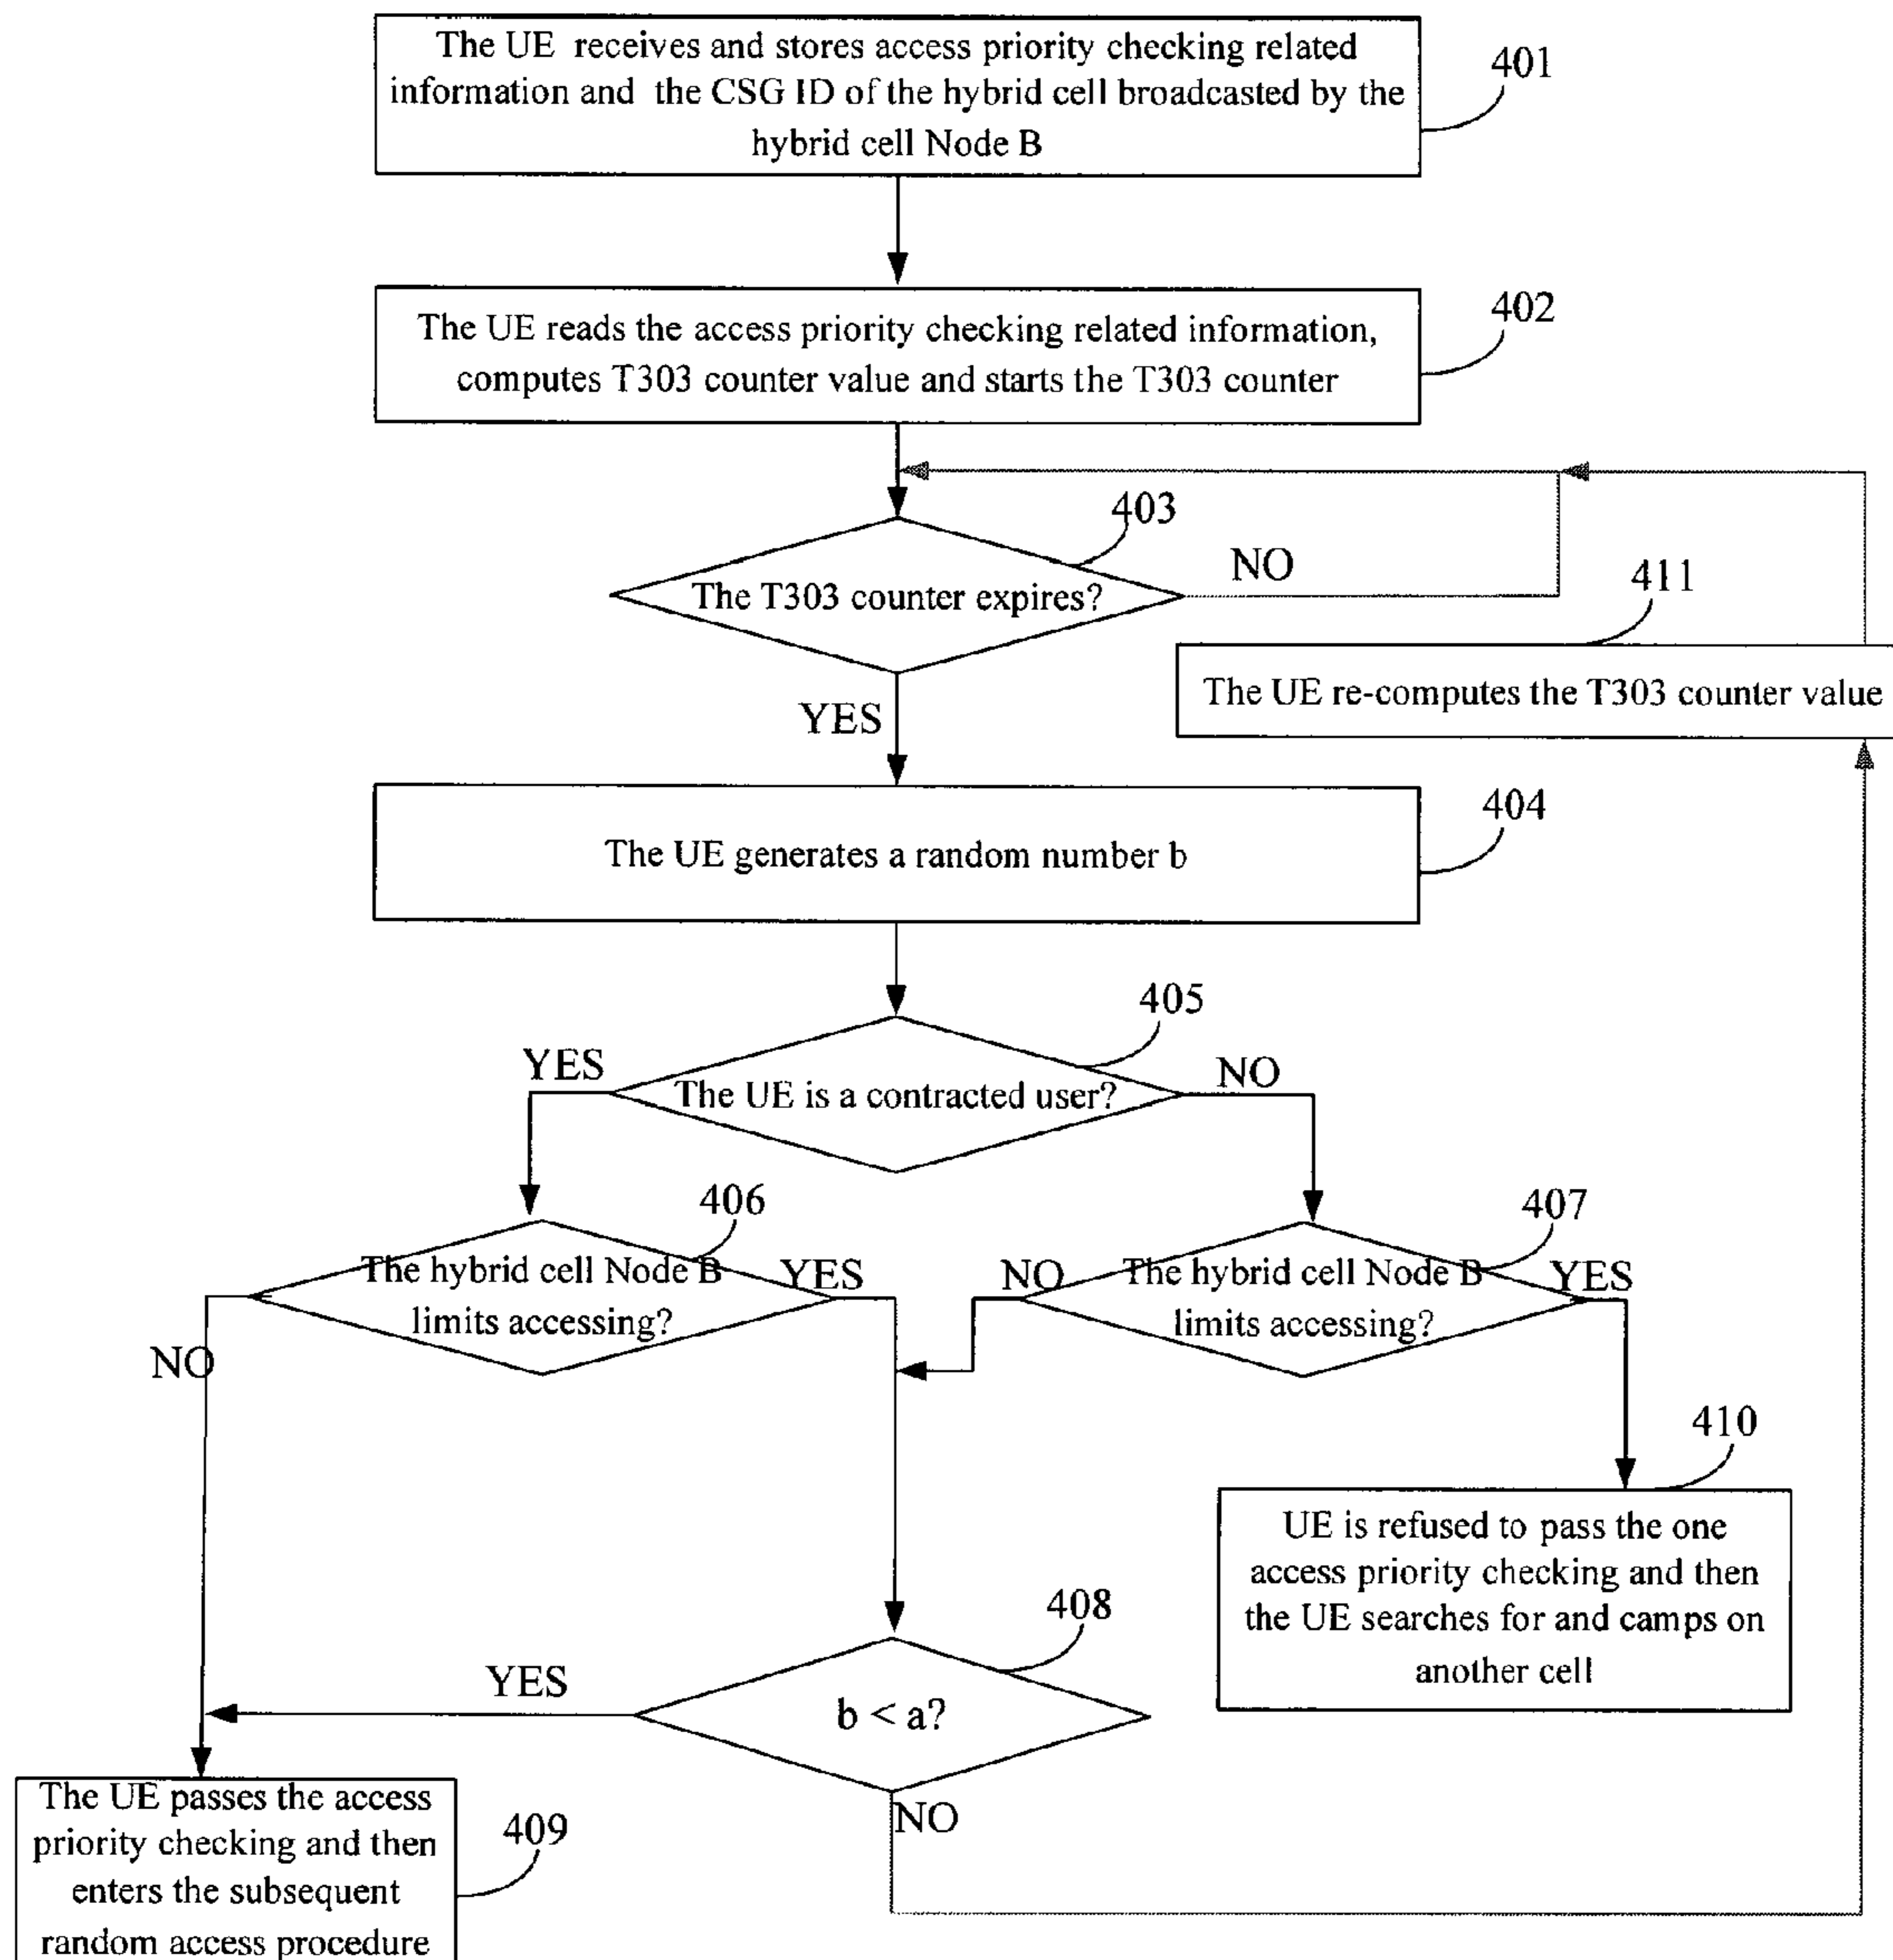 The UE receives and stores access priority checking related
information and the CSG ID of the hybrid cell broadcasted by the
hybrid cell Node B
401
The UE reads the access priority checking related information,
computes T303 counter value and starts the T303 counter
402
403
The T303 counter expires?
NO
YES
411
The UE re-computes the T303 counter value
The UE generates a random number b
404
405
The UE is a contracted user?
YES
NO
406
The hybrid cell Node B
limits accessing?
YES
NO
407
The hybrid cell Node B
limits accessing?
NO
YES
410
UE is refused to pass the one
access priority checking and then
the UE searches for and camps on
another cell
408
b < a?
YES
NO
The UE passes the access
priority checking and then
enters the subsequent
random access procedure
409